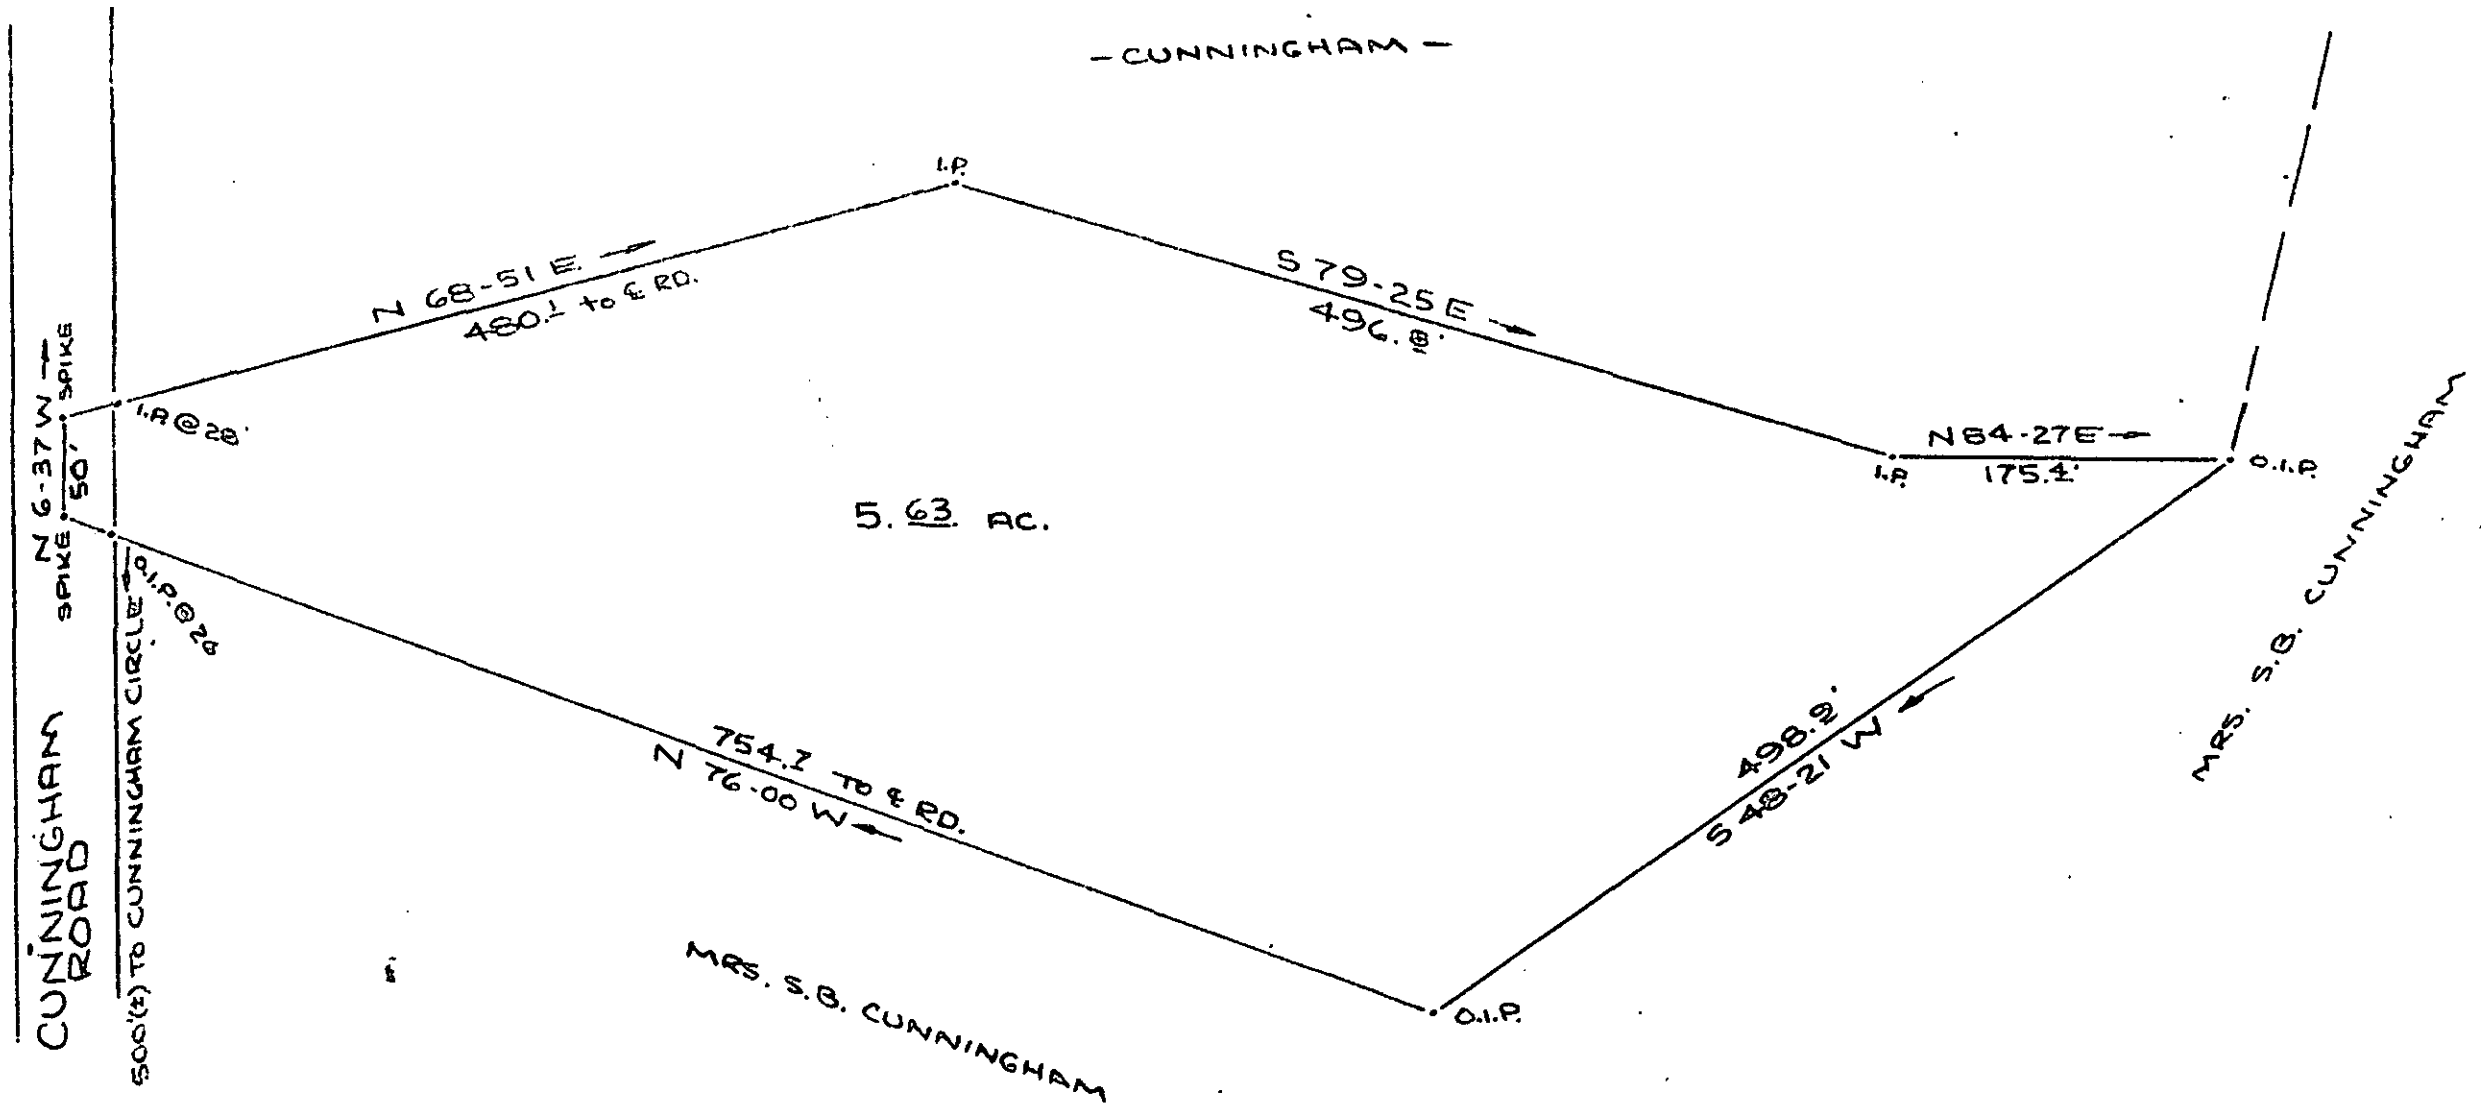 - CUNNINGHAM -
I.P.
N 68-51 E
480.1 to ℄ RD.
S 79-25 E
496.8'
N 6-37 W
50'
SPIKE
SPIKE
I.P. @ 28'
N 84-27 E
175.4'
I.P.
O.I.P.
5.63 AC.
O.I.P. @
MRS. S.B. CUNNINGHAM
498.9'
S 48-21 W
754.7 TO ℄ RD.
N 76-00 W
CUNNINGHAM
ROAD
500'(±) TO CUNNINGHAM CIRCLE
MRS. S.B. CUNNINGHAM
O.I.P.